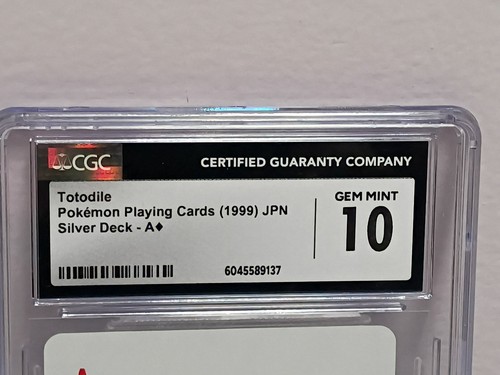 CGC
CERTIFIED GUARANTY COMPANY
Totodile
Pokémon Playing Cards (1999) JPN
Silver Deck - A♦
GEM MINT
10
6045589137